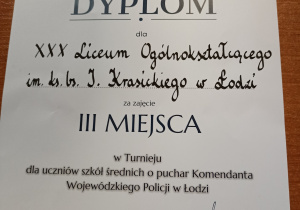 DYPLOM
dla
XXX Liceum Ogólnokształcącego
im. ks. bs. I. Krasickiego w Łodzi
za zajęcie
III MIEJSCA
w Turnieju
dla uczniów szkół średnich o puchar Komendanta
Wojewódzkiego Policji w Łodzi